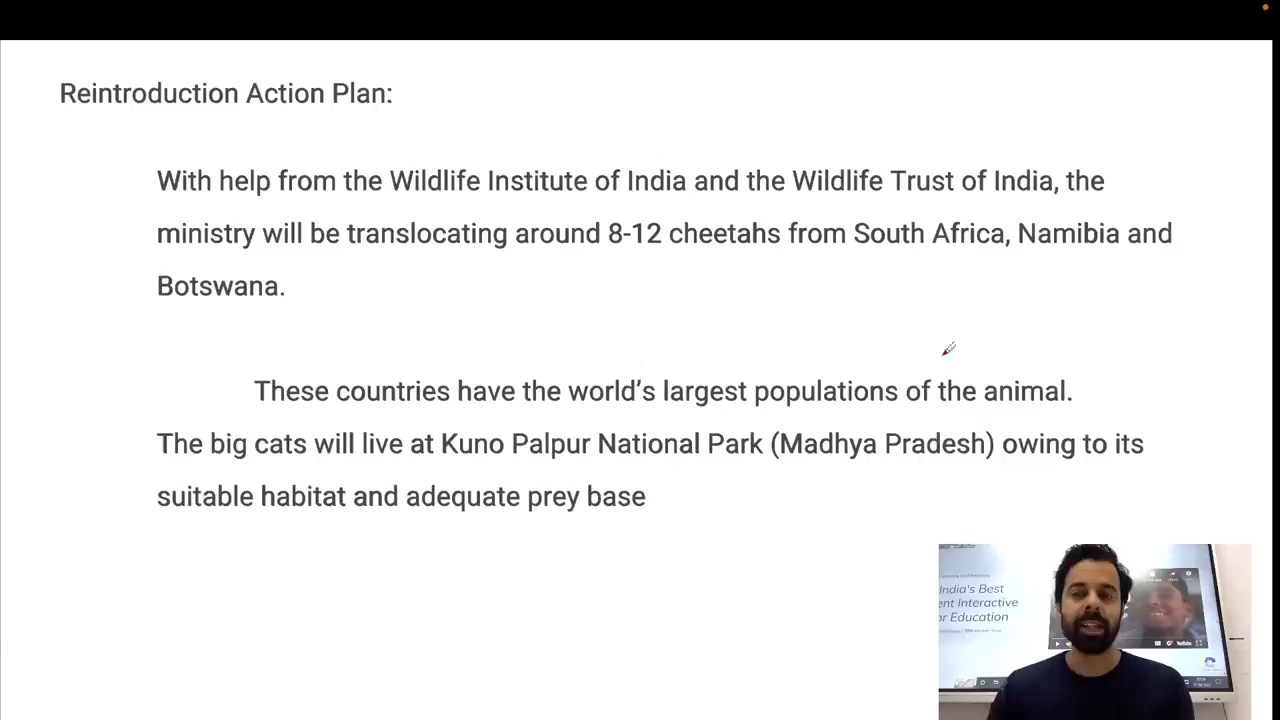 Reintroduction Action Plan:
With help from the Wildlife Institute of India and the Wildlife Trust of India, the
ministry will be translocating around 8-12 cheetahs from South Africa, Namibia and
Botswana.
These countries have the world’s largest populations of the animal.
The big cats will live at Kuno Palpur National Park (Madhya Pradesh) owing to its
suitable habitat and adequate prey base
India's Best
ent Interactive
or Education
YouTube